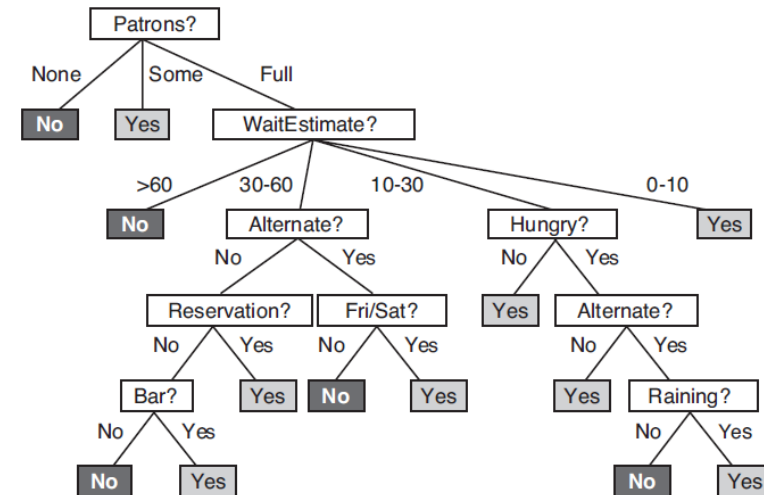 Patrons?
None Some Full
No Yes WaitEstimate?
>60 30-60 10-30 0-10
No Alternate? Hungry? Yes
No Yes No Yes
Reservation? Fri/Sat? Yes Alternate?
No Yes No Yes No Yes
Bar? Yes No Yes Yes Raining?
No Yes No Yes
No Yes No Yes